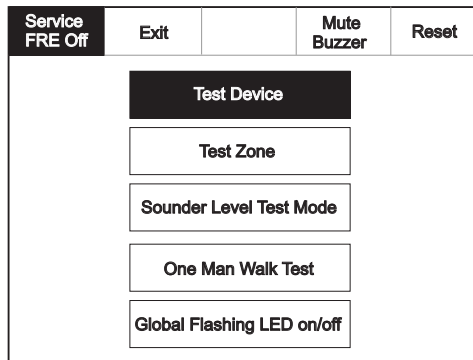 Service
FRE Off
Exit
Mute
Buzzer
Reset
Test Device
Test Zone
Sounder Level Test Mode
One Man Walk Test
Global Flashing LED on/off